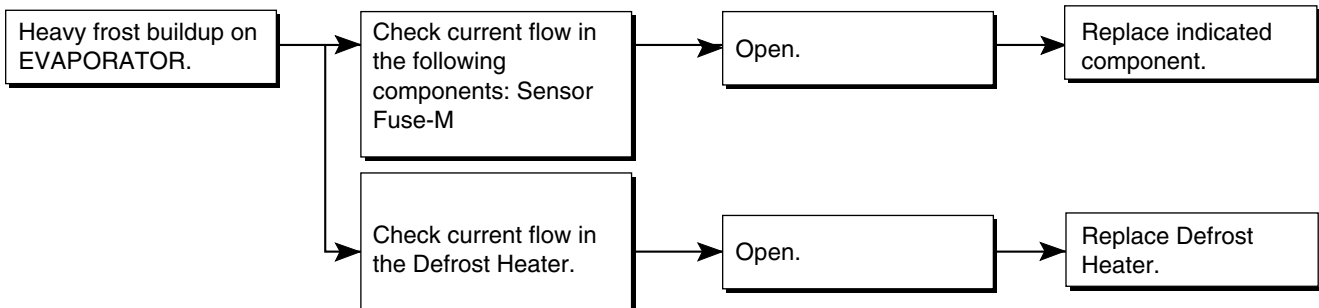 Heavy frost buildup on
EVAPORATOR.
Check current flow in
the following
components: Sensor
Fuse-M
Open.
Replace indicated
component.
Check current flow in
the Defrost Heater.
Open.
Replace Defrost
Heater.